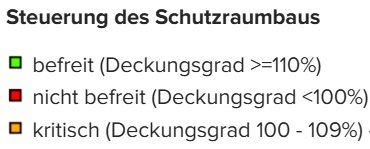 Steuerung des Schutzraumbaus
befreit (Deckungsgrad >=110%)
nicht befreit (Deckungsgrad <100%)
kritisch (Deckungsgrad 100 - 109%) -